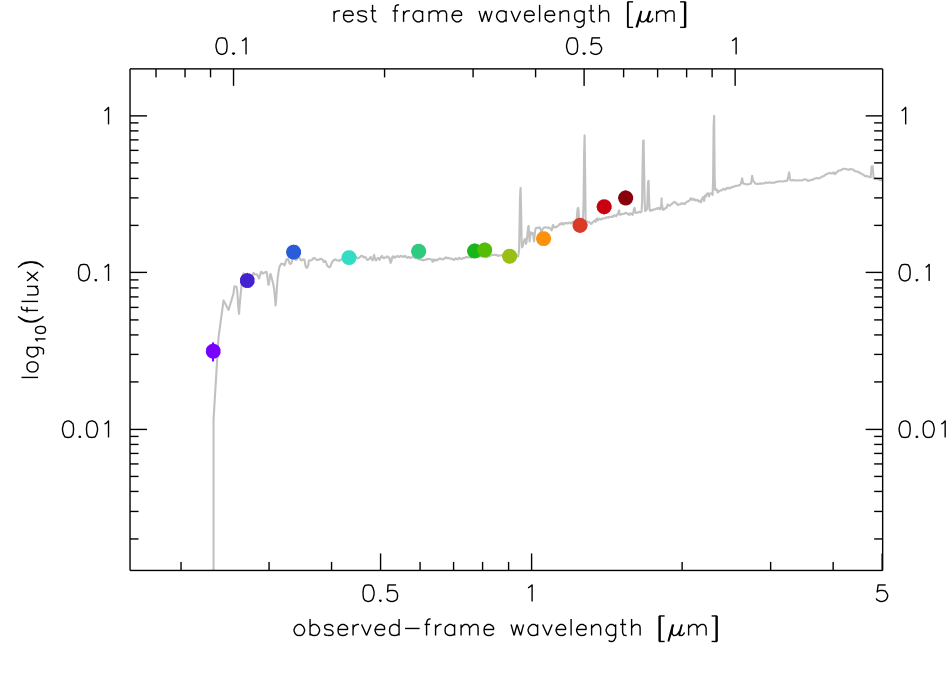 rest frame wavelength [μm]
0.1 0.5 1
1 1
0.1 0.1
log10(flux)
0.01 0.01
0.5 1 5
observed-frame wavelength [μm]